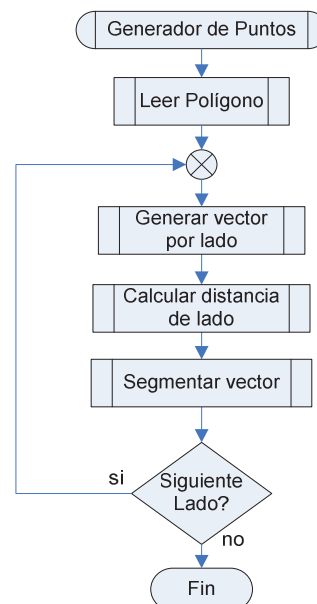 Generador de Puntos
Leer Polígono
Generar vector
por lado
Calcular distancia
de lado
Segmentar vector
si
Siguiente
Lado?
no
Fin